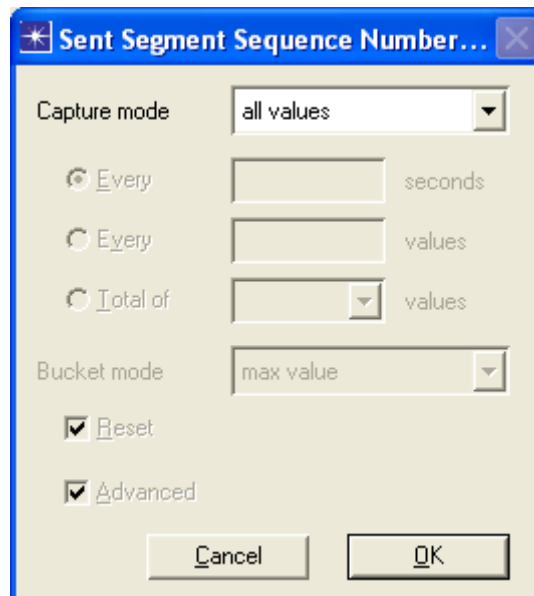 Sent Segment Sequence Number...
Capture mode all values
Every seconds
Every values
Total of values
Bucket mode max value
Reset
Advanced
Cancel OK